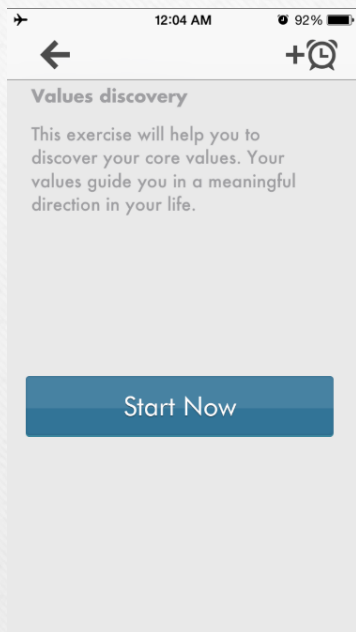 12:04 AM 92%
+
Values discovery
This exercise will help you to
discover your core values. Your
values guide you in a meaningful
direction in your life.
Start Now